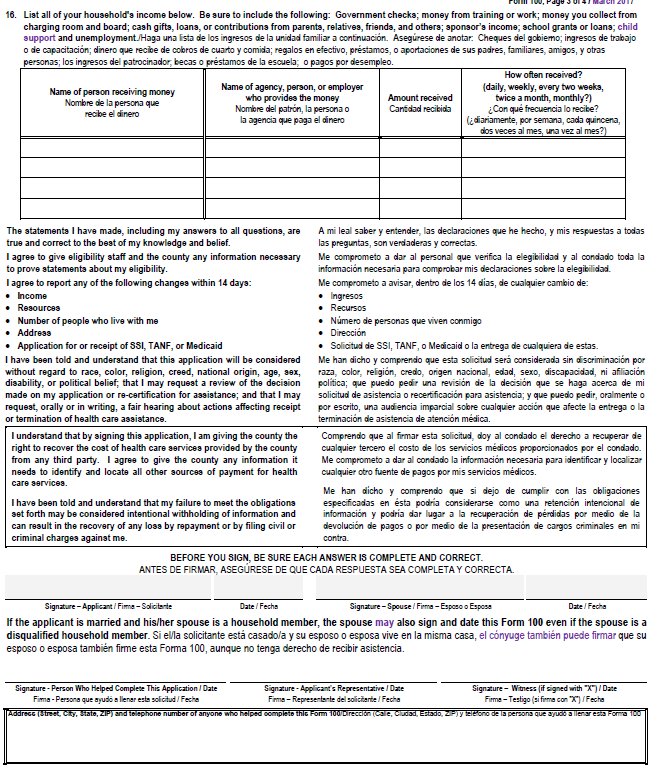 Form 100, Page 3 of 4 / March 2017
16. List all of your household's income below. Be sure to include the following: Government checks; money from training or work; money you collect from
charging room and board; cash gifts, loans, or contributions from parents, relatives, friends, and others; sponsor's income; school grants or loans; child
support and unemployment./Haga una lista de los ingresos de la unidad familiar a continuación. Asegúrese de anotar: Cheques del gobierno; ingresos de trabajo
o de capacitación; dinero que recibe de cobros de cuarto y comida; regalos en efectivo, préstamos, o aportaciones de sus padres, familiares, amigos, y otras
personas; los ingresos del patrocinador; becas o préstamos de la escuela; o pagos por desempleo.
Name of person receiving money
Nombre de la persona que
recibe el dinero
Name of agency, person, or employer
who provides the money
Nombre del patrón, la persona o
la agencia que paga el dinero
Amount received
Cantidad recibida
How often received?
(daily, weekly, every two weeks,
twice a month, monthly?)
¿Con qué frecuencia lo recibe?
(¿diariamente, por semana, cada quincena,
dos veces al mes, una vez al mes?)
The statements I have made, including my answers to all questions, are
true and correct to the best of my knowledge and belief.
I agree to give eligibility staff and the county any information necessary
to prove statements about my eligibility.
I agree to report any of the following changes within 14 days:
• Income
• Resources
• Number of people who live with me
• Address
• Application for or receipt of SSI, TANF, or Medicaid
I have been told and understand that this application will be considered
without regard to race, color, religion, creed, national origin, age, sex,
disability, or political belief; that I may request a review of the decision
made on my application or re-certification for assistance; and that I may
request, orally or in writing, a fair hearing about actions affecting receipt
or termination of health care assistance.
A mi leal saber y entender, las declaraciones que he hecho, y mis respuestas a todas
las preguntas, son verdaderas y correctas.
Me comprometo a dar al personal que verifica la elegibilidad y al condado toda la
información necesaria para comprobar mis declaraciones sobre la elegibilidad.
Me comprometo a avisar, dentro de los 14 días, de cualquier cambio de:
• Ingresos
• Recursos
• Número de personas que viven conmigo
• Dirección
• Solicitud de SSI, TANF, o Medicaid o la entrega de cualquiera de estas.
Me han dicho y comprendo que esta solicitud será considerada sin discriminación por
raza, color, religión, credo, origen nacional, edad, sexo, discapacidad, ni afiliación
política; que puedo pedir una revisión de la decisión que se haga acerca de mi
solicitud de asistencia o recertificación para asistencia; y que puedo pedir, oralmente o
por escrito, una audiencia imparcial sobre cualquier acción que afecte la entrega o la
terminación de asistencia de atención médica.
I understand that by signing this application, I am giving the county the
right to recover the cost of health care services provided by the county
from any third party. I agree to give the county any information it
needs to identify and locate all other sources of payment for health
care services.
I have been told and understand that my failure to meet the obligations
set forth may be considered intentional withholding of information and
can result in the recovery of any loss by repayment or by filing civil or
criminal charges against me.
Comprendo que al firmar esta solicitud, doy al condado el derecho a recuperar de
cualquier tercero el costo de los servicios médicos proporcionados por el condado.
Me comprometo a dar al condado la información necesaria para identificar y localizar
cualquier otro fuente de pagos por mis servicios médicos.
Me han dicho y comprendo que si dejo de cumplir con las obligaciones
especificadas en ésta podría considerarse como una retención intencional de
información y podría dar lugar a la recuperación de pérdidas por medio de la
devolución de pagos o por medio de la presentación de cargos criminales en mi
contra.
BEFORE YOU SIGN, BE SURE EACH ANSWER IS COMPLETE AND CORRECT.
ANTES DE FIRMAR, ASEGÚRESE DE QUE CADA RESPUESTA SEA COMPLETA Y CORRECTA.
Signature – Applicant / Firma – Solicitante
Date / Fecha
Signature – Spouse / Firma – Esposo o Esposa
Date / Fecha
If the applicant is married and his/her spouse is a household member, the spouse may also sign and date this Form 100 even if the spouse is a
disqualified household member. Si el/la solicitante está casado/a y su esposo o esposa vive en la misma casa, el cónyuge también puede firmar que su
esposo o esposa también firme esta Forma 100, aunque no tenga derecho de recibir asistencia.
Signature - Person Who Helped Complete This Application / Date
Firma - Persona que ayudó a llenar esta solicitud / Fecha
Signature - Applicant's Representative / Date
Firma – Representante del solicitante / Fecha
Signature – Witness (if signed with "X") / Date
Firma – Testigo (si firma con "X") / Fecha
Address (Street, City, State, ZIP) and telephone number of anyone who helped complete this Form 100/Dirección (Calle, Ciudad, Estado, ZIP) y teléfono de la persona que ayudó a llenar esta Forma 100